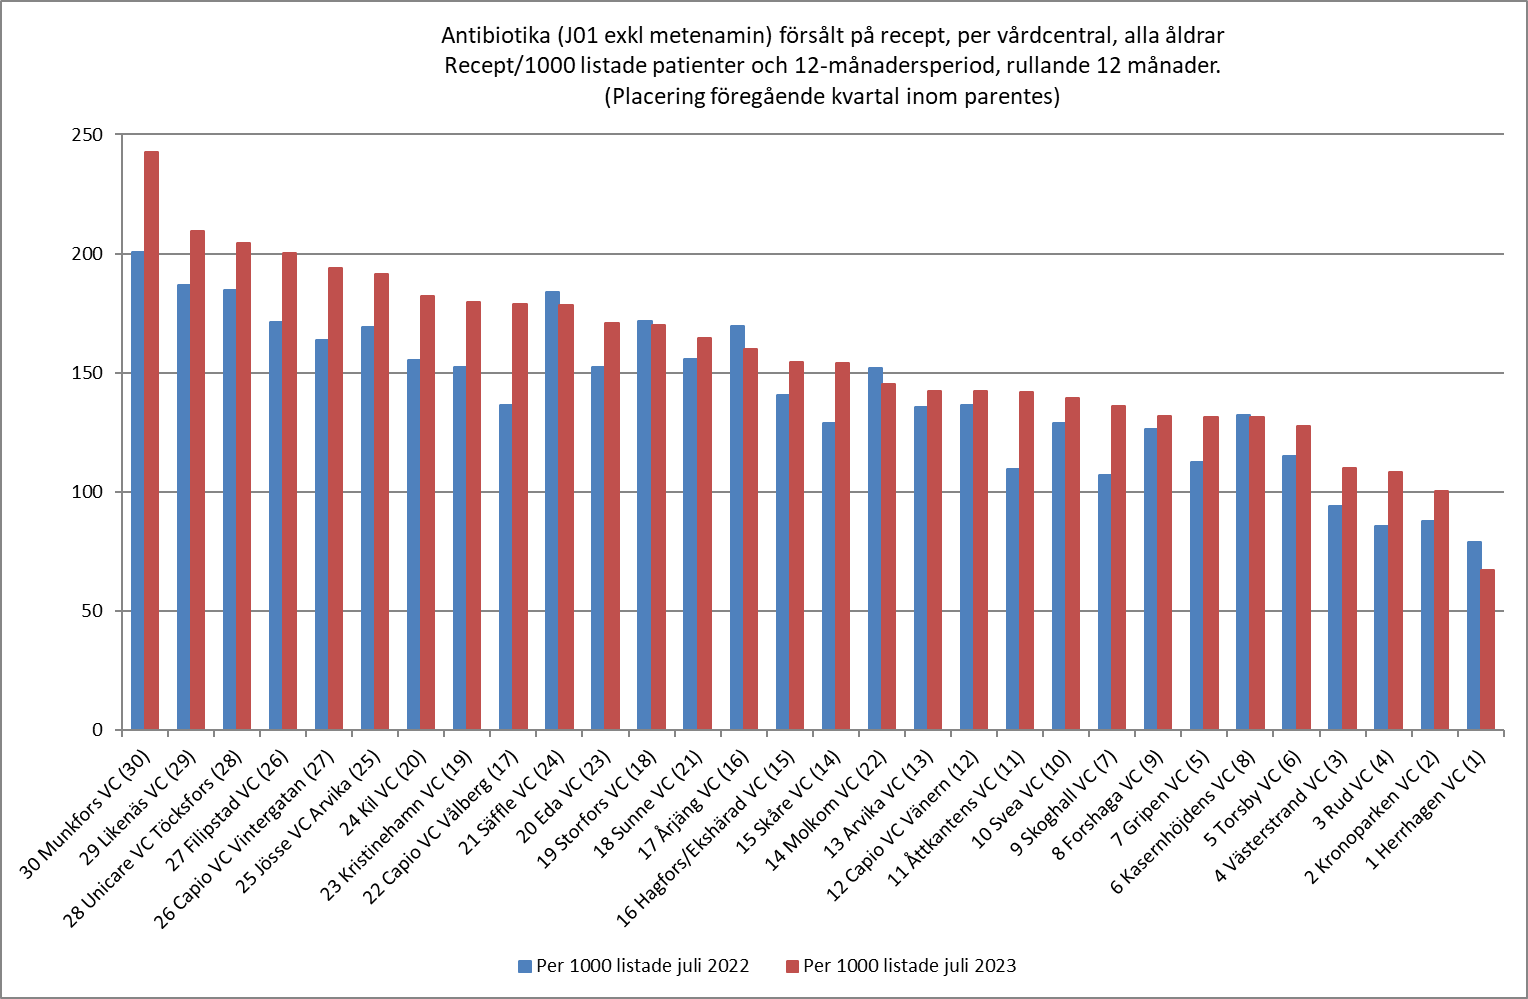 Antibiotika (J01 exkl metenamin) försålt på recept, per vårdcentral, alla åldrar
Recept/1000 listade patienter och 12-månadersperiod, rullande 12 månader.
(Placering föregående kvartal inom parentes)
250
200
150
100
50
0
30 Munkfors VC (30)
29 Likenäs VC (29)
28 Unicare VC Töcksfors (28)
27 Filipstad VC (26)
26 Capio VC Vintergatan (27)
25 Jösse VC Arvika (25)
24 Kil VC (20)
23 Kristinehamn VC (19)
22 Capio VC Vålberg (17)
21 Säffle VC (24)
20 Eda VC (23)
19 Storfors VC (18)
18 Sunne VC (21)
17 Årjäng VC (16)
16 Hagfors/Ekshärad VC (15)
15 Skåre VC (14)
14 Molkom VC (22)
13 Arvika VC (13)
12 Capio VC Vänern (12)
11 Åttkantens VC (11)
10 Svea VC (10)
9 Skoghall VC (7)
8 Forshaga VC (9)
7 Gripen VC (5)
6 Kasernhöjdens VC (8)
5 Torsby VC (6)
4 Västerstrand VC (3)
3 Rud VC (4)
2 Kronoparken VC (2)
1 Herrhagen VC (1)
Per 1000 listade juli 2022
Per 1000 listade juli 2023